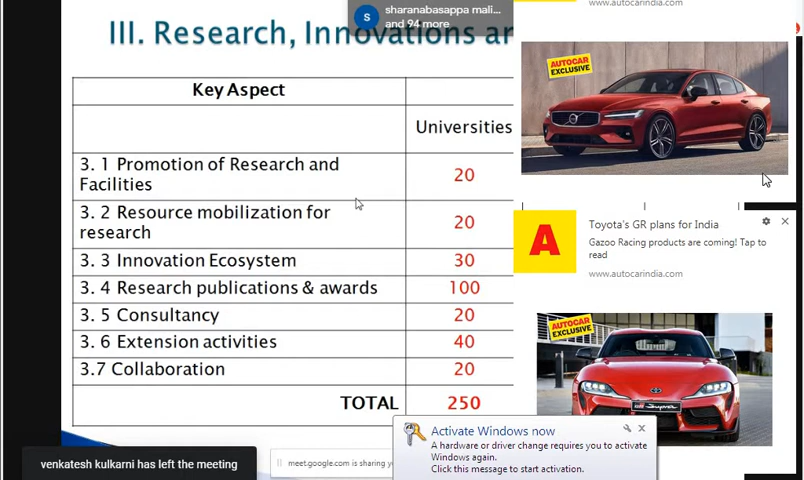 sharanabasappa mali...
and 94 more
www.autocarindia.com
III. Research, Innovations
Key Aspect
Universities
3. 1 Promotion of Research and
Facilities
20
3. 2 Resource mobilization for
research
20
3. 3 Innovation Ecosystem
30
3. 4 Research publications & awards
100
3. 5 Consultancy
20
3. 6 Extension activities
40
3.7 Collaboration
20
TOTAL
250
AUTOCAR
EXCLUSIVE
A
Toyota's GR plans for India
Gazoo Racing products are coming! Tap to
read
www.autocarindia.com
AUTOCAR
EXCLUSIVE
GR Supra
Activate Windows now
A hardware or driver change requires you to activate
Windows again.
Click this message to start activation.
venkatesh kulkarni has left the meeting
meet.google.com is sharing